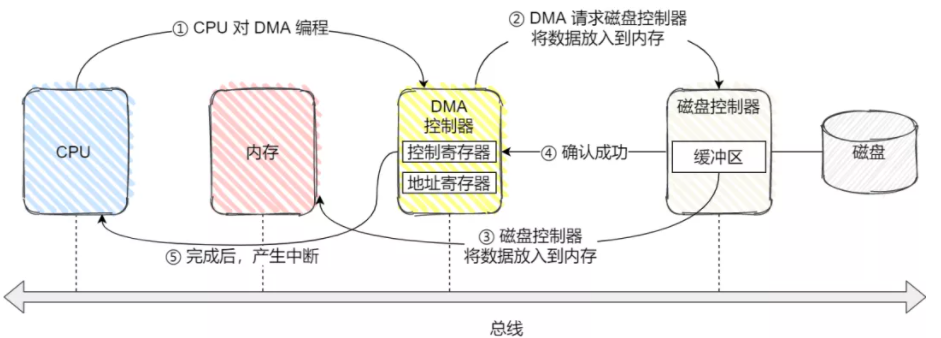 ① CPU 对 DMA 编程
② DMA 请求磁盘控制器
将数据放入到内存
CPU
内存
DMA
控制器
控制寄存器
地址寄存器
④ 确认成功
磁盘控制器
缓冲区
磁盘
③ 磁盘控制器
将数据放入到内存
⑤ 完成后，产生中断
总线